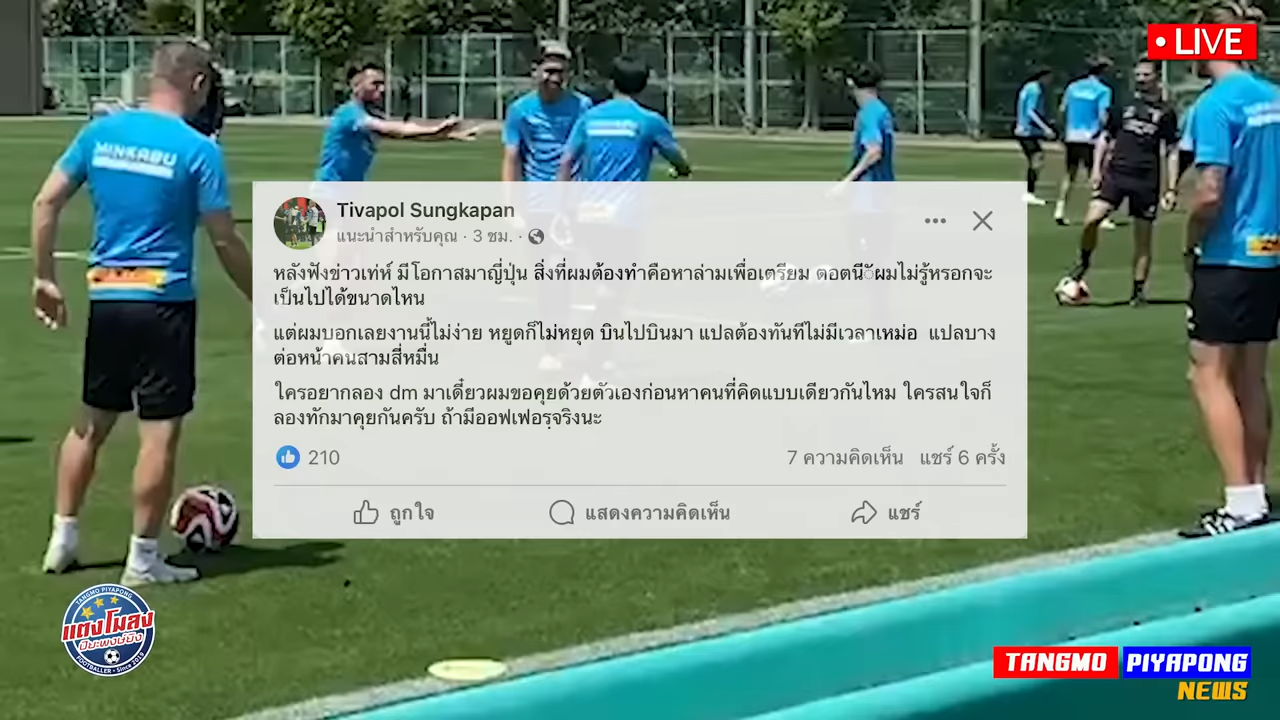 • LIVE
MINKABU
Tivapol Sungkapan
แนะนำสำหรับคุณ · 3 ชม. ·
หลังฟังข่าวเท่ห์ มีโอกาสมาญี่ปุ่น สิ่งที่ผมต้องทำคือหาล่ามเพื่อเตรียม ตอตนีัผมไม่รู้หรอกจะ
เป็นไปได้ขนาดไหน
แต่ผมบอกเลยงานนี้ไม่ง่าย หยูดก็ไม่หยุด บินไปบินมา แปลต้องทันทีไม่มีเวลาเหม่อ แปลบาง
ต่อหน้าคนสามสี่หมื่น
ใครอยากลอง dm มาเดี๋ยวผมขอคุยด้วยตัวเองก่อนหาคนที่คิดแบบเดียวกันไหม ใครสนใจก็
ลองทักมาคุยกันครับ ถ้ามีออฟเฟอรฺจริงนะ
210
7 ความคิดเห็น แชร์ 6 ครั้ง
ถูกใจ แสดงความคิดเห็น แชร์
TANGMO PIYAPONG
แตงโมลง
ปิยะพงษ์ยิง
FOOTBALLER • Since 2019
TANGMO PIYAPONG
NEWS